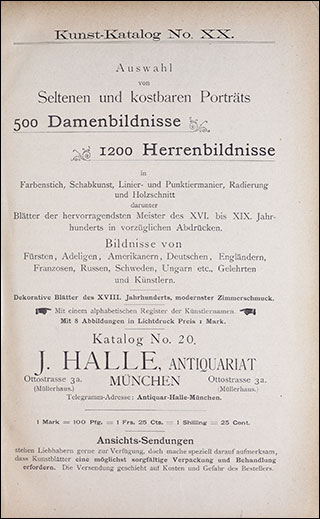 Kunst-Katalog No. XX.
Auswahl
von
Seltenen und kostbaren Porträts
500 Damenbildnisse
1200 Herrenbildnisse
in
Farbenstich, Schabkunst, Linier- und Punktiermanier, Radierung
und Holzschnitt
darunter
Blätter der hervorragendsten Meister des XVI. bis XIX. Jahr-
hunderts in vorzüglichen Abdrücken.
Bildnisse von
Fürsten, Adeligen, Amerikanern, Deutschen, Engländern,
Franzosen, Russen, Schweden, Ungarn etc., Gelehrten
und Künstlern.
Dekorative Blätter des XVIII. Jahrhunderts, modernster Zimmerschmuck.
Mit einem alphabetischen Register der Künstlernamen.
Mit 8 Abbildungen in Lichtdruck Preis 1 Mark.
Katalog No. 20.
J. HALLE, ANTIQUARIAT
Ottostrasse 3a. MÜNCHEN Ottostrasse 3a.
(Müllerhaus.) (Müllerhaus.)
Telegramm-Adresse: Antiquar-Halle-München.
1 Mark = 100 Pfg. = 1 Frs. 25 Cts. = 1 Shilling = 25 Cent.
Ansichts-Sendungen
stehen Liebhabern gerne zur Verfügung, doch mache speziell darauf aufmerksam,
dass Kunstblätter eine möglichst sorgfältige Verpackung und Behandlung
erfordern. Die Versendung geschieht auf Kosten und Gefahr des Bestellers.